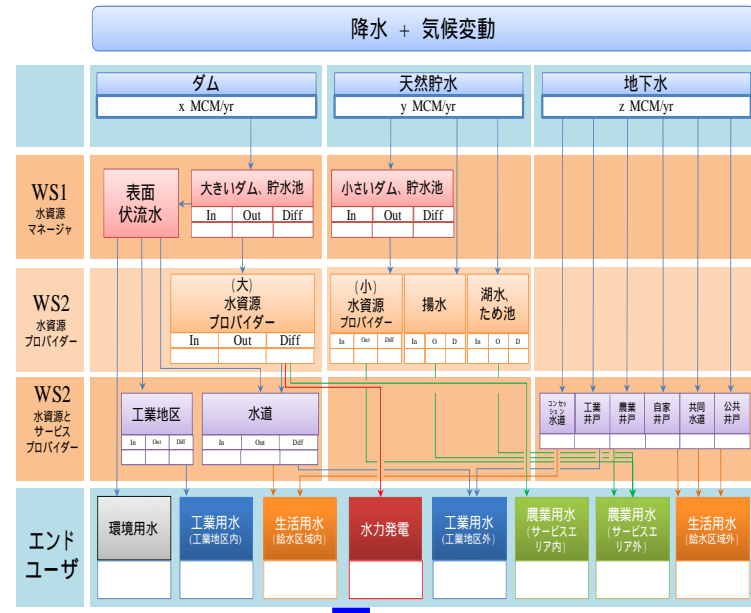 降水 + 気候変動
ダム
x MCM/yr
天然貯水
y MCM/yr
地下水
z MCM/yr
WS1
水資源
マネージャ
表面
伏流水
大きいダム、貯水池
In Out Diff
小さいダム、貯水池
In Out Diff
WS2
水資源
プロバイダー
(大)
水資源
プロバイダー
In Out Diff
(小)
水資源
プロバイダー
In Out Diff
揚水
In O D
湖水、
ため池
In O D
WS2
水資源と
サービス
プロバイダー
工業地区
In Out Diff
水道
In Out Diff
コンセッ
ション
水道
工業
井戸
農業
井戸
自家
井戸
共同
水道
公共
井戸
エンド
ユーザ
環境用水
工業用水
(工業地区内)
生活用水
(給水区域内)
水力発電
工業用水
(工業地区外)
農業用水
(サービスエ
リア内)
農業用水
(サービスエ
リア外)
生活用水
(給水区域外)